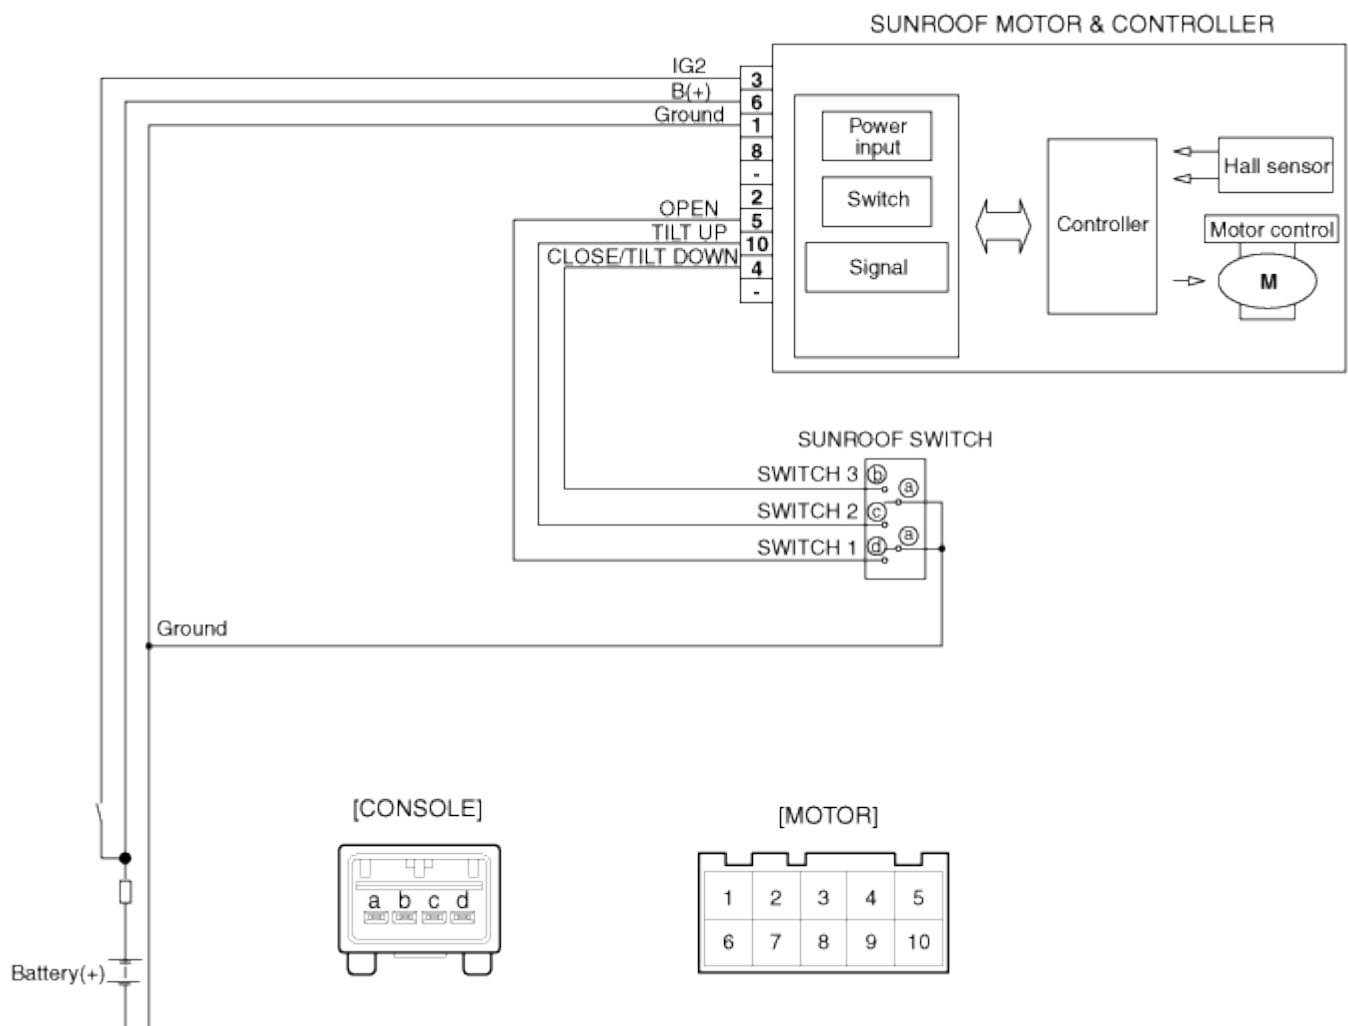 SUNROOF MOTOR & CONTROLLER
IG2
3
B(+)
6
Ground
1
8
-
2
OPEN
5
TILT UP
10
CLOSE/TILT DOWN
4
-
Power
input
Switch
Signal
Controller
Hall sensor
Motor control
M
SUNROOF SWITCH
SWITCH 3 b
a
SWITCH 2 c
a
SWITCH 1 d
Ground
[CONSOLE]
a b c d
[MOTOR]
1 2 3 4 5
6 7 8 9 10
Battery(+)